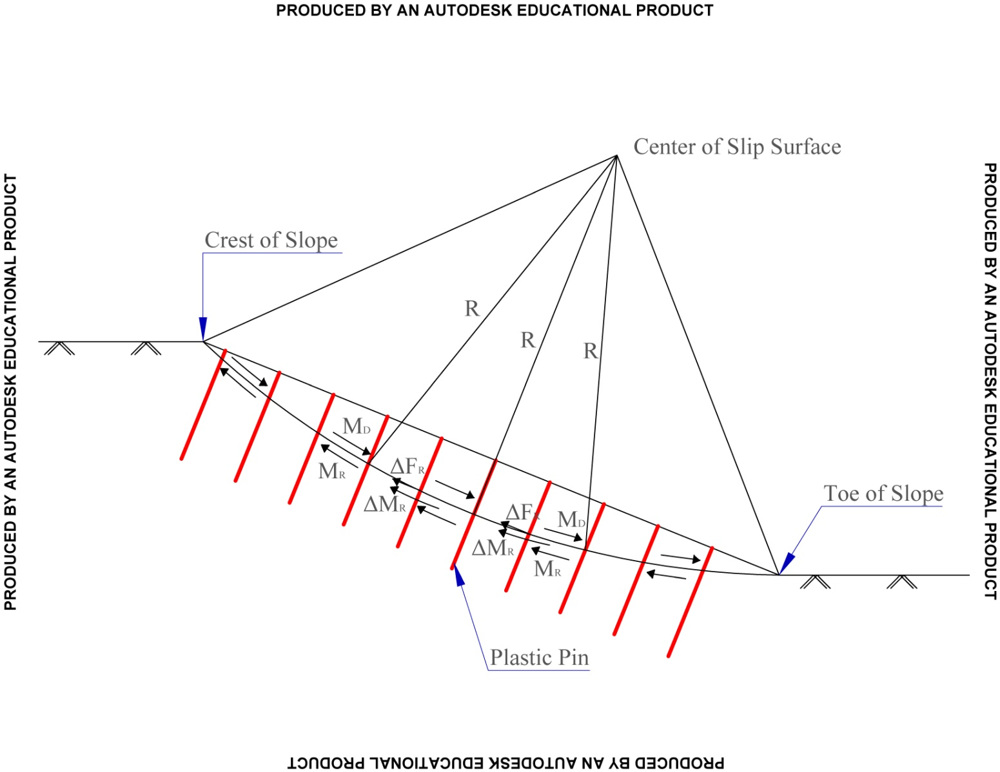 PRODUCED BY AN AUTODESK EDUCATIONAL PRODUCT
Center of Slip Surface
PRODUCED BY AN AUTODESK EDUCATIONAL PRODUCT
PRODUCED BY AN AUTODESK EDUCATIONAL PRODUCT
Crest of Slope
R
R
R
MD
MR
ΔFR
ΔMR
ΔFR
MD
ΔMR
MR
Toe of Slope
Plastic Pin
PRODUCED BY AN AUTODESK EDUCATIONAL PRODUCT